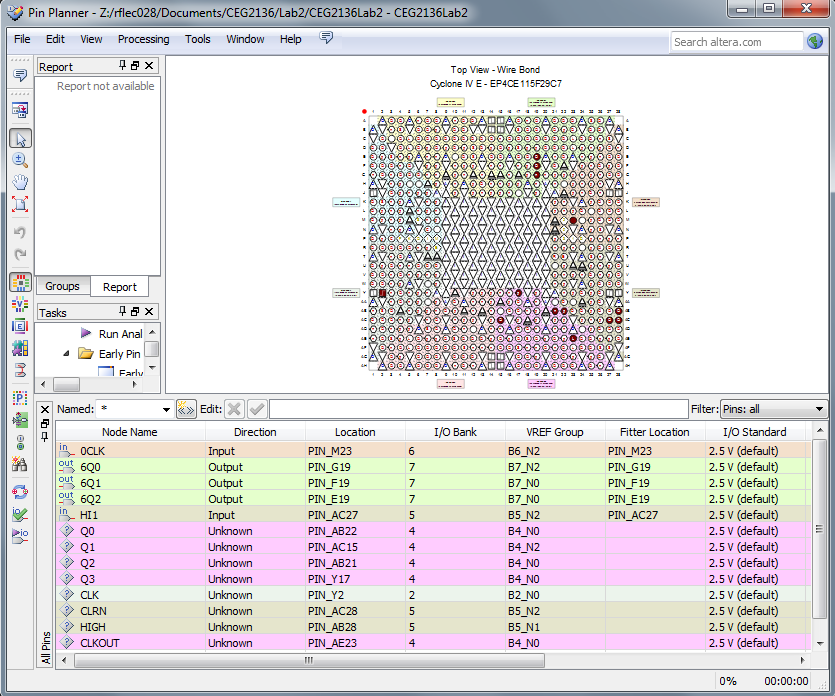 Pin Planner - Z:/rflec028/Documents/CEG2136/Lab2/CEG2136Lab2 - CEG2136Lab2
File Edit View Processing Tools Window Help Search altera.com
Report
Report not available
Groups Report
Tasks
Run Anal
Early Pin
Early
Top View - Wire Bond
Cyclone IV E - EP4CE115F29C7
Named: * Edit: Filter: Pins: all
Node Name Direction Location I/O Bank VREF Group Fitter Location I/O Standard
in 0CLK Input PIN_M23 6 B6_N2 PIN_M23 2.5 V (default)
out 6Q0 Output PIN_G19 7 B7_N2 PIN_G19 2.5 V (default)
out 6Q1 Output PIN_F19 7 B7_N0 PIN_F19 2.5 V (default)
out 6Q2 Output PIN_E19 7 B7_N0 PIN_E19 2.5 V (default)
in HI1 Input PIN_AC27 5 B5_N2 PIN_AC27 2.5 V (default)
Q0 Unknown PIN_AB22 4 B4_N0 2.5 V (default)
Q1 Unknown PIN_AC15 4 B4_N2 2.5 V (default)
Q2 Unknown PIN_AB21 4 B4_N0 2.5 V (default)
Q3 Unknown PIN_Y17 4 B4_N0 2.5 V (default)
CLK Unknown PIN_Y2 2 B2_N0 2.5 V (default)
CLRN Unknown PIN_AC28 5 B5_N2 2.5 V (default)
HIGH Unknown PIN_AB28 5 B5_N1 2.5 V (default)
CLKOUT Unknown PIN_AE23 4 B4_N0 2.5 V (default)
All Pins
0% 00:00:00